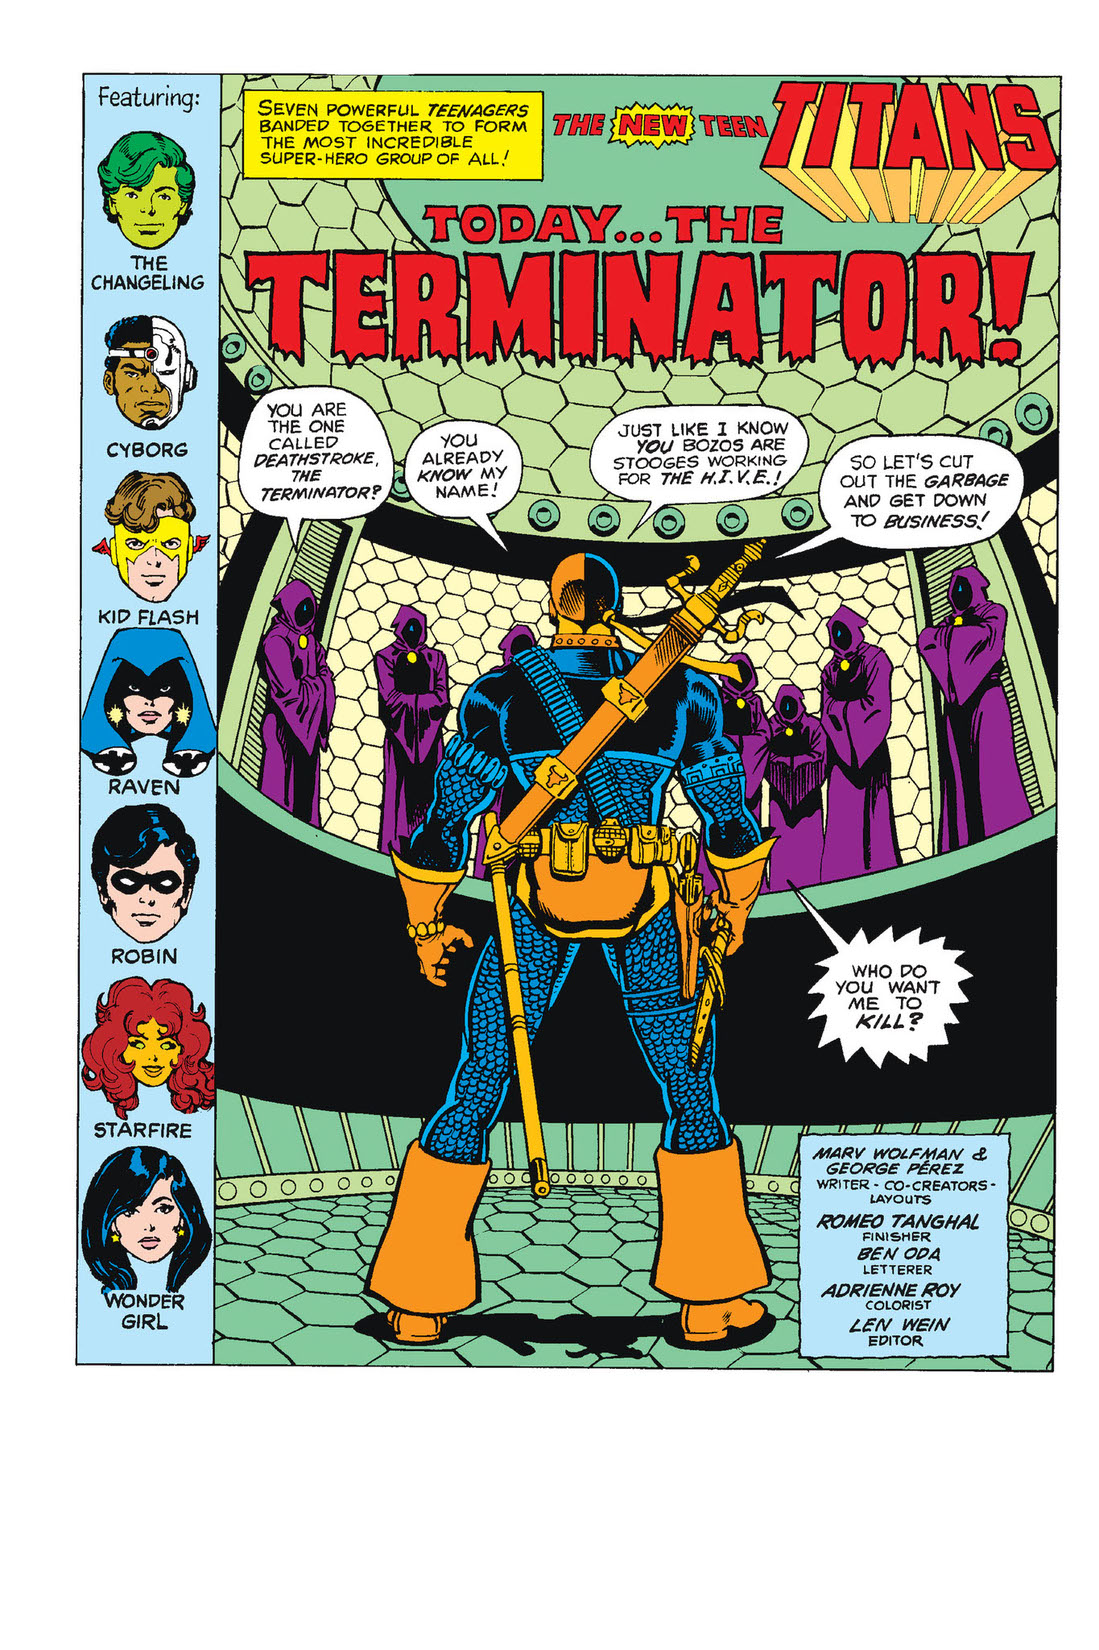 Featuring:
THE
CHANGELING
CYBORG
KID FLASH
RAVEN
ROBIN
STARFIRE
WONDER
GIRL
SEVEN POWERFUL TEENAGERS
BANDED TOGETHER TO FORM
THE MOST INCREDIBLE
SUPER-HERO GROUP OF ALL!
THE NEW TEEN TITANS
TODAY...THE
TERMINATOR!
YOU ARE
THE ONE
CALLED
DEATHSTROKE,
THE
TERMINATOR?
YOU
ALREADY
KNOW MY
NAME!
JUST LIKE I KNOW
YOU BOZOS ARE
STOOGES WORKING
FOR THE H.I.V.E.!
SO LET'S CUT
OUT THE GARBAGE
AND GET DOWN
TO BUSINESS!
WHO DO
YOU WANT
ME TO
KILL?
MARV WOLFMAN &
GEORGE PÉREZ
WRITER - CO-CREATORS -
LAYOUTS
ROMEO TANGHAL
FINISHER
BEN ODA
LETTERER
ADRIENNE ROY
COLORIST
LEN WEIN
EDITOR